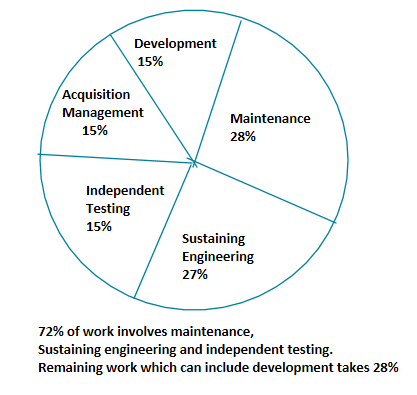 Development
15%
Acquisition
Management
15%
Maintenance
28%
Independent
Testing
15%
Sustaining
Engineering
27%
72% of work involves maintenance,
Sustaining engineering and independent testing.
Remaining work which can include development takes 28%